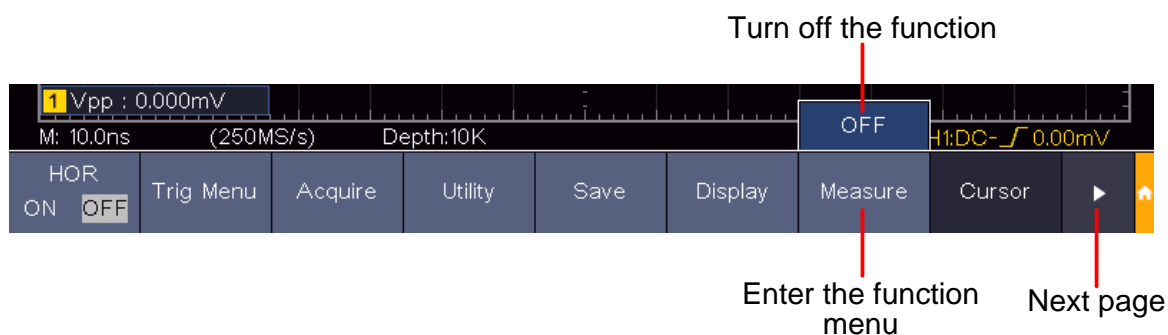 Turn off the function
1 Vpp : 0.000mV
M: 10.0ns (250MS/s) Depth:10K OFF H1:DC- 0.00mV
HOR
ON OFF Trig Menu Acquire Utility Save Display Measure Cursor
Enter the function
menu
Next page